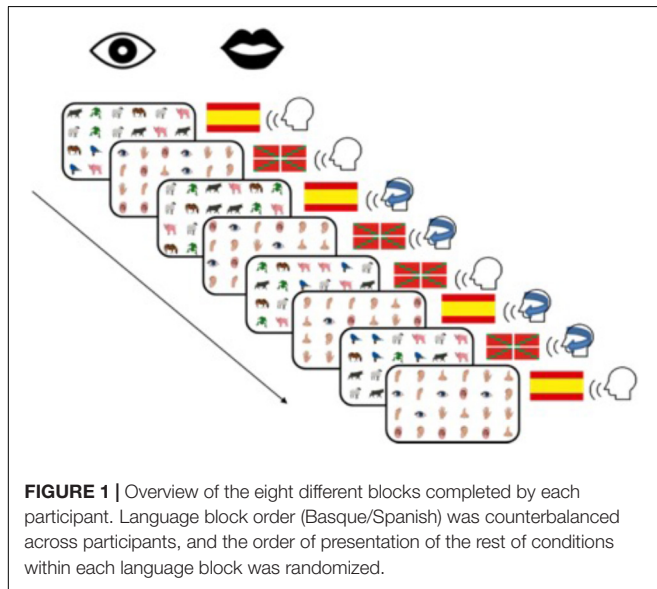 FIGURE 1 | Overview of the eight different blocks completed by each
participant. Language block order (Basque/Spanish) was counterbalanced
across participants, and the order of presentation of the rest of conditions
within each language block was randomized.